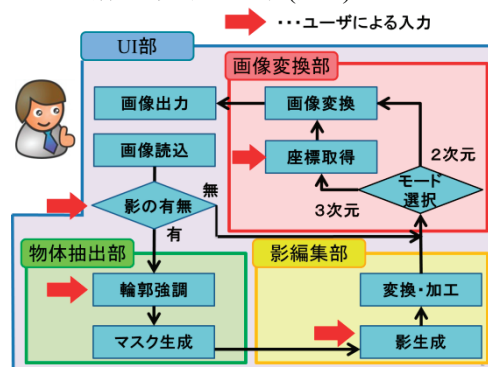 ・・・ユーザによる入力
UI部
画像変換部
画像出力
画像変換
画像読込
座標取得
2次元
モード
選択
3次元
影の有無
無
有
物体抽出部
影編集部
輪郭強調
変換・加工
マスク生成
影生成